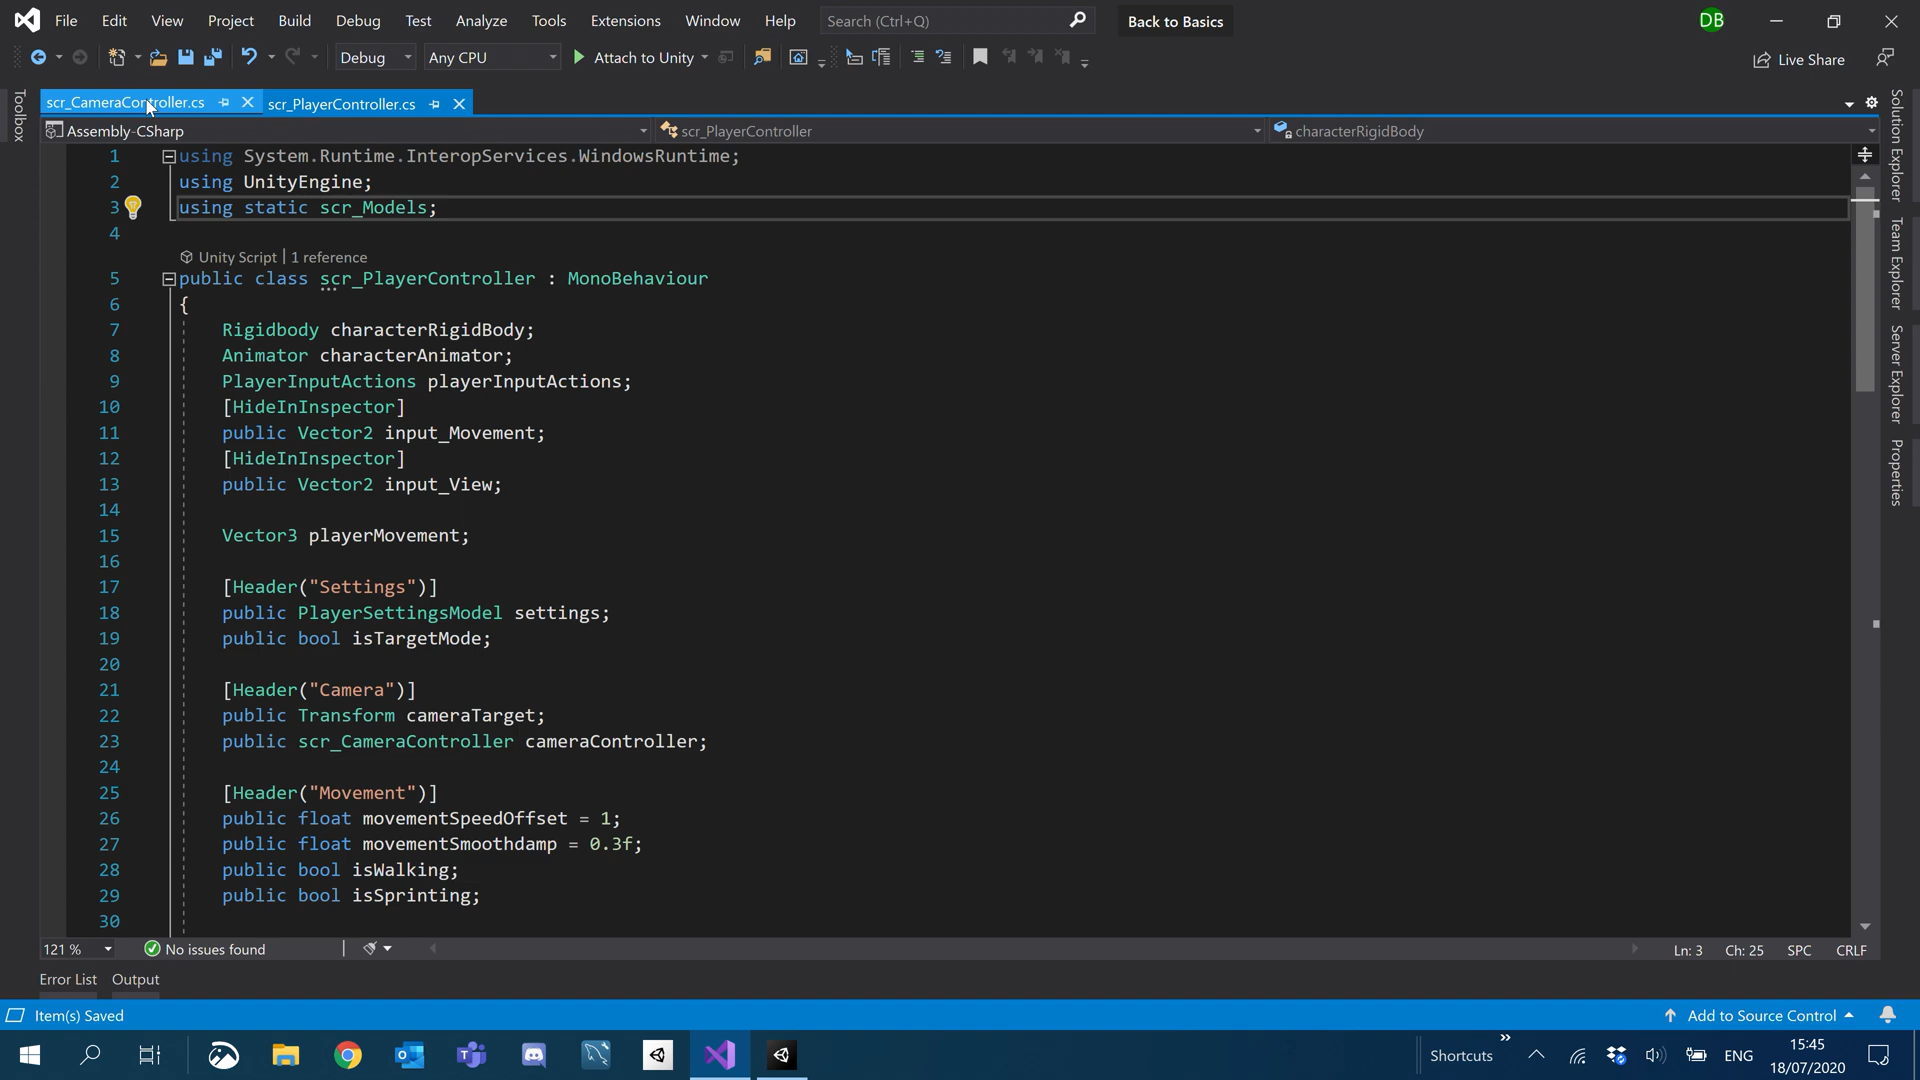 File Edit View Project Build Debug Test Analyze Tools Extensions Window Help Search (Ctrl+Q) Back to Basics DB
Debug Any CPU Attach to Unity Live Share
scr_CameraController.cs scr_PlayerController.cs
Assembly-CSharp scr_PlayerController characterRigidBody
Toolbox
Solution Explorer
Team Explorer
Server Explorer
Properties
1 using System.Runtime.InteropServices.WindowsRuntime;
2 using UnityEngine;
3 using static scr_Models;
4
Unity Script | 1 reference
5 public class scr_PlayerController : MonoBehaviour
6 {
7 Rigidbody characterRigidBody;
8 Animator characterAnimator;
9 PlayerInputActions playerInputActions;
10 [HideInInspector]
11 public Vector2 input_Movement;
12 [HideInInspector]
13 public Vector2 input_View;
14
15 Vector3 playerMovement;
16
17 [Header("Settings")]
18 public PlayerSettingsModel settings;
19 public bool isTargetMode;
20
21 [Header("Camera")]
22 public Transform cameraTarget;
23 public scr_CameraController cameraController;
24
25 [Header("Movement")]
26 public float movementSpeedOffset = 1;
27 public float movementSmoothdamp = 0.3f;
28 public bool isWalking;
29 public bool isSprinting;
30
121 % No issues found Ln: 3 Ch: 25 SPC CRLF
Error List Output
Item(s) Saved Add to Source Control
Shortcuts ENG 15:45
18/07/2020